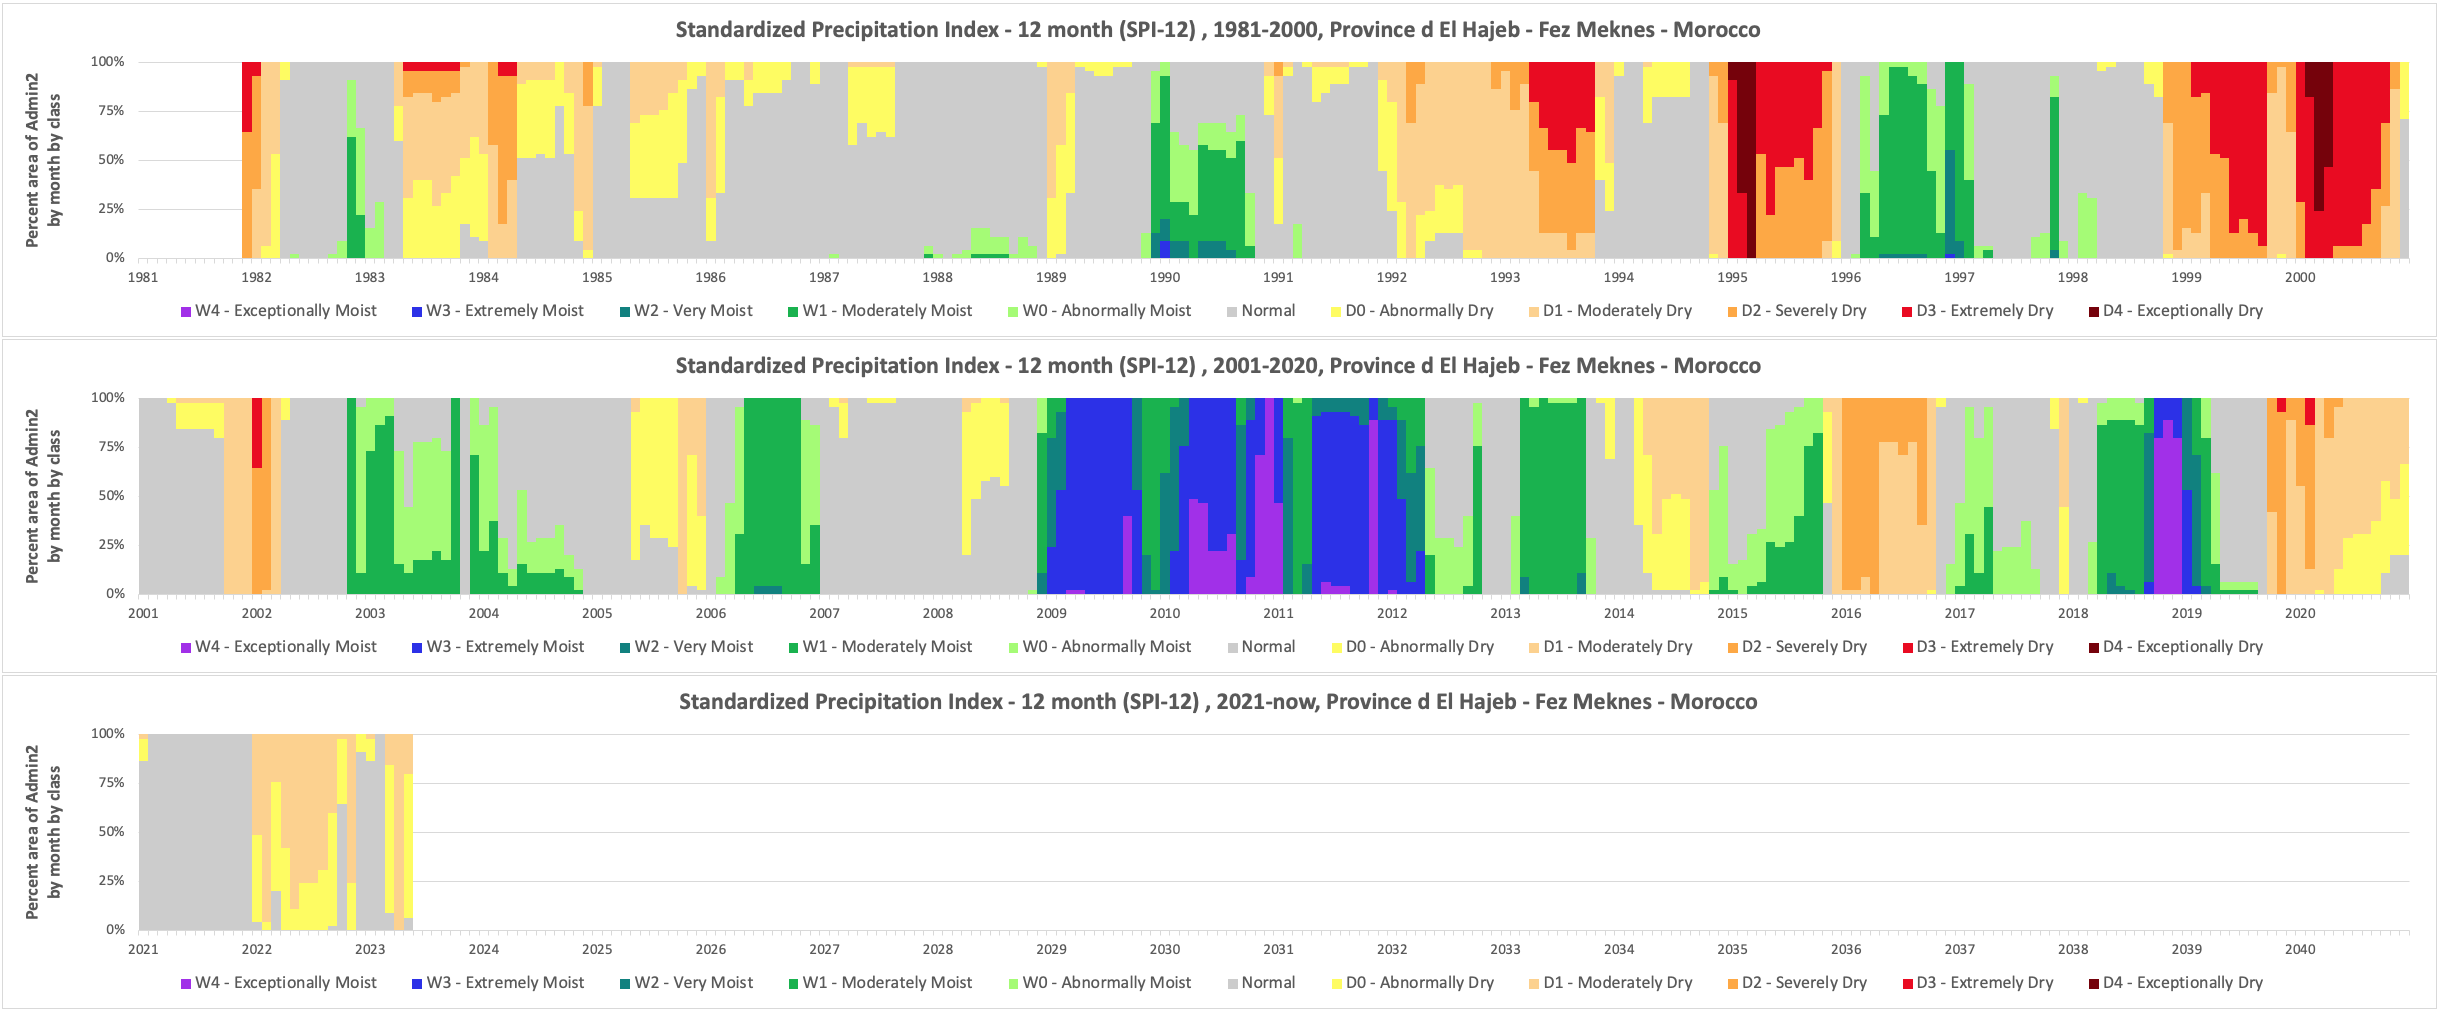 Standardized Precipitation Index - 12 month (SPI-12) , 1981-2000, Province d El Hajeb - Fez Meknes - Morocco
Percent area of Admin2
by month by class
100%
75%
50%
25%
0%
1981 1982 1983 1984 1985 1986 1987 1988 1989 1990 1991 1992 1993 1994 1995 1996 1997 1998 1999 2000
W4 - Exceptionally Moist W3 - Extremely Moist W2 - Very Moist W1 - Moderately Moist W0 - Abnormally Moist Normal D0 - Abnormally Dry D1 - Moderately Dry D2 - Severely Dry D3 - Extremely Dry D4 - Exceptionally Dry
Standardized Precipitation Index - 12 month (SPI-12) , 2001-2020, Province d El Hajeb - Fez Meknes - Morocco
Percent area of Admin2
by month by class
100%
75%
50%
25%
0%
2001 2002 2003 2004 2005 2006 2007 2008 2009 2010 2011 2012 2013 2014 2015 2016 2017 2018 2019 2020
W4 - Exceptionally Moist W3 - Extremely Moist W2 - Very Moist W1 - Moderately Moist W0 - Abnormally Moist Normal D0 - Abnormally Dry D1 - Moderately Dry D2 - Severely Dry D3 - Extremely Dry D4 - Exceptionally Dry
Standardized Precipitation Index - 12 month (SPI-12) , 2021-now, Province d El Hajeb - Fez Meknes - Morocco
Percent area of Admin2
by month by class
100%
75%
50%
25%
0%
2021 2022 2023 2024 2025 2026 2027 2028 2029 2030 2031 2032 2033 2034 2035 2036 2037 2038 2039 2040
W4 - Exceptionally Moist W3 - Extremely Moist W2 - Very Moist W1 - Moderately Moist W0 - Abnormally Moist Normal D0 - Abnormally Dry D1 - Moderately Dry D2 - Severely Dry D3 - Extremely Dry D4 - Exceptionally Dry